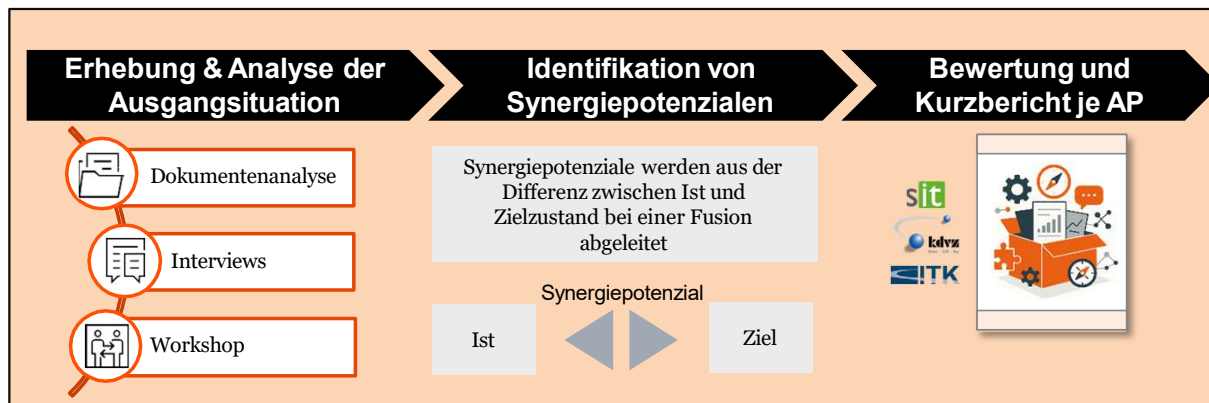 Erhebung & Analyse der
Ausgangsituation
Identifikation von
Synergiepotenzialen
Bewertung und
Kurzbericht je AP
Dokumentenanalyse
Interviews
Workshop
Synergiepotenziale werden aus der
Differenz zwischen Ist und
Zielzustand bei einer Fusion
abgeleitet
Synergiepotenzial
Ist
Ziel
sit
kdvz
ITK